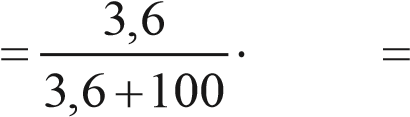 = 3,6 / (3,6+100) · =